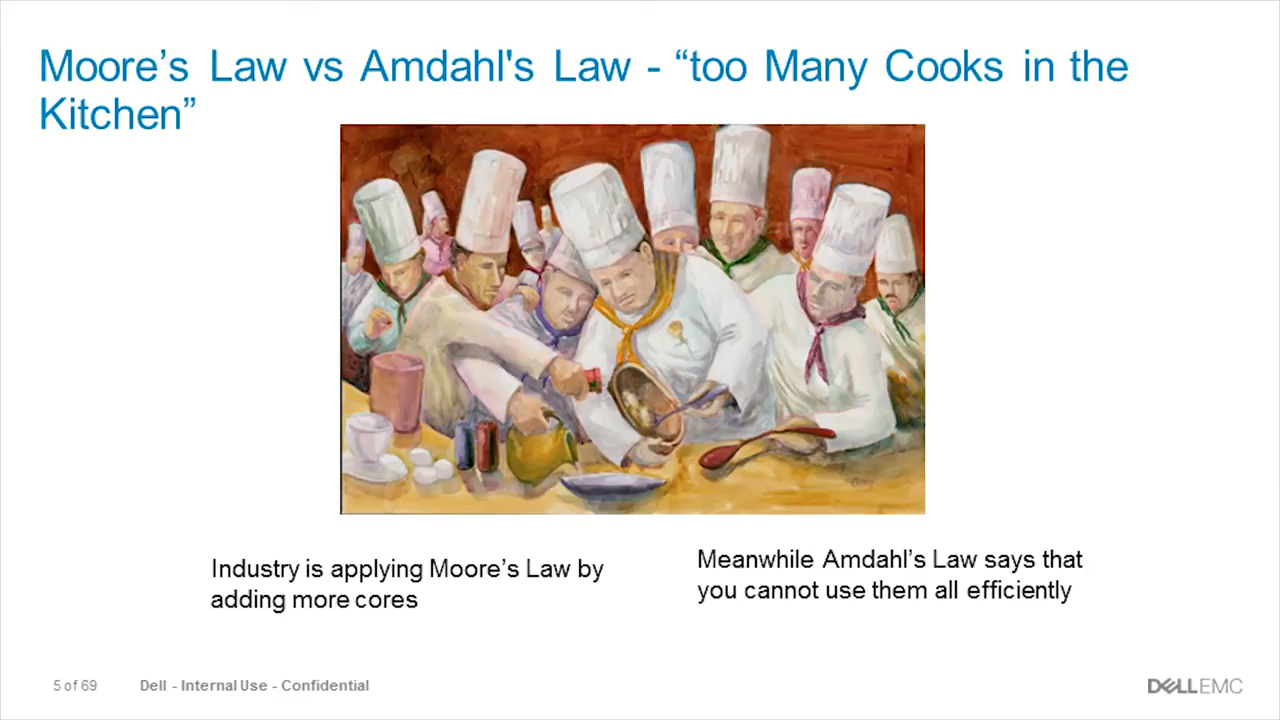 Moore’s Law vs Amdahl's Law - “too Many Cooks in the
Kitchen”
Industry is applying Moore’s Law by
adding more cores
Meanwhile Amdahl’s Law says that
you cannot use them all efficiently
5 of 69
Dell - Internal Use - Confidential
DELLEMC